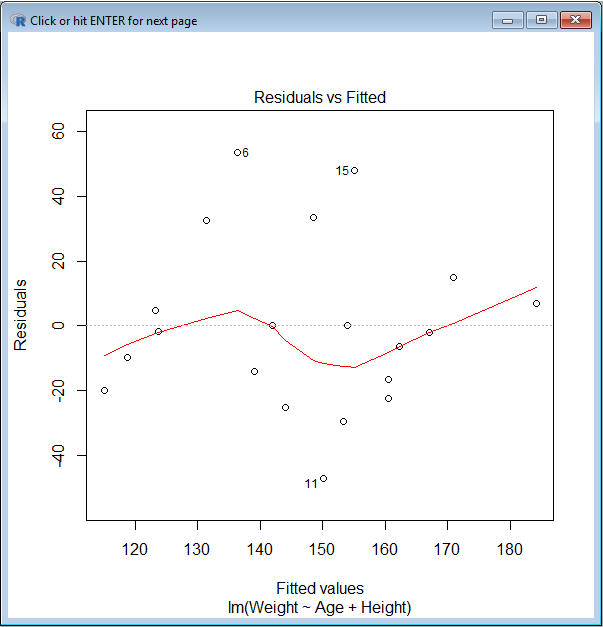 Click or hit ENTER for next page
Residuals vs Fitted
60
40
20
0
-20
-40
Residuals
6
15
11
120 130 140 150 160 170 180
Fitted values
lm(Weight ~ Age + Height)